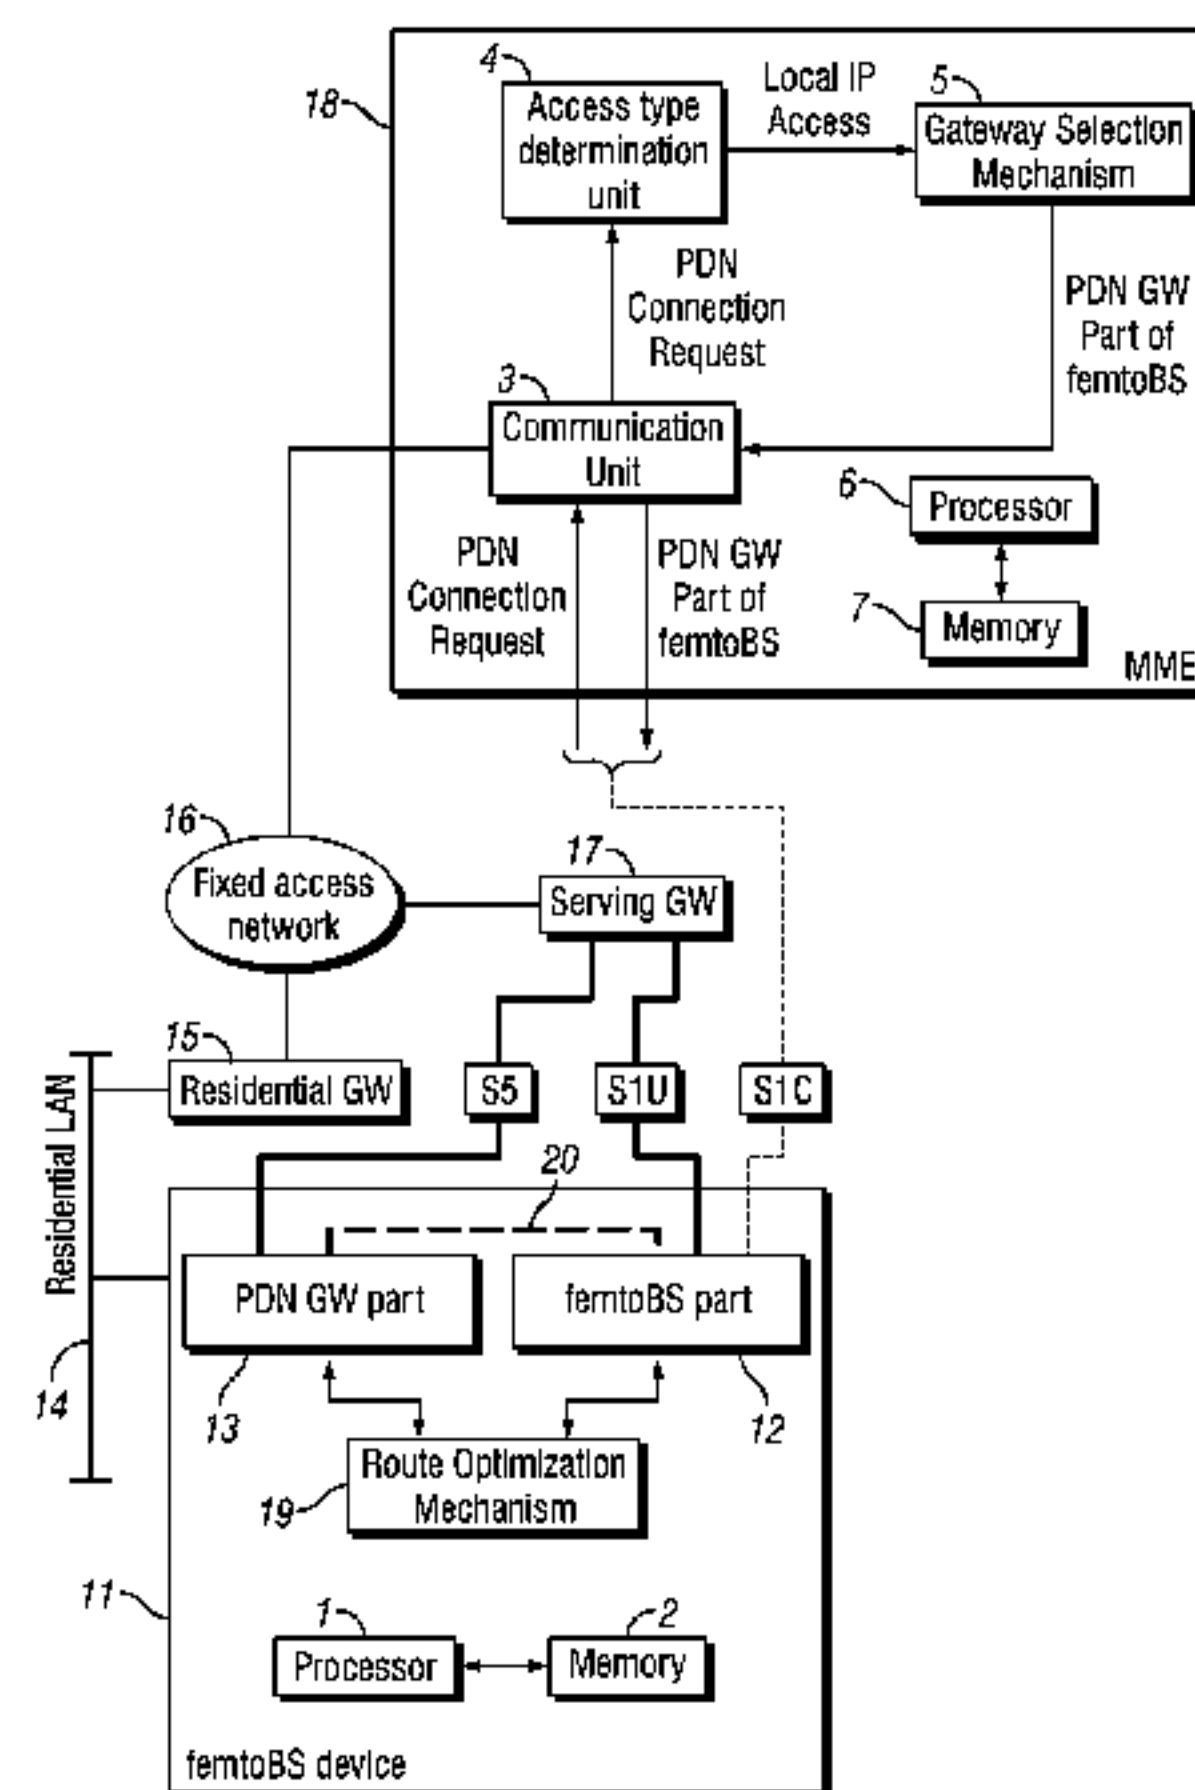 4
18
Access type
determination
unit
Local IP
Access
5
Gateway Selection
Mechanism
PDN
Connection
Request
PDN GW
Part of
femtoBS
3
Communication
Unit
6
Processor
PDN
Connection
Request
PDN GW
Part of
femtoBS
7
Memory
MME
16
Fixed access
network
17
Serving GW
15
Residential GW
S5
S1U
S1C
Residential LAN
20
PDN GW part
femtoBS part
14
13
12
Route Optimization
Mechanism
19
11
1
Processor
2
Memory
femtoBS device